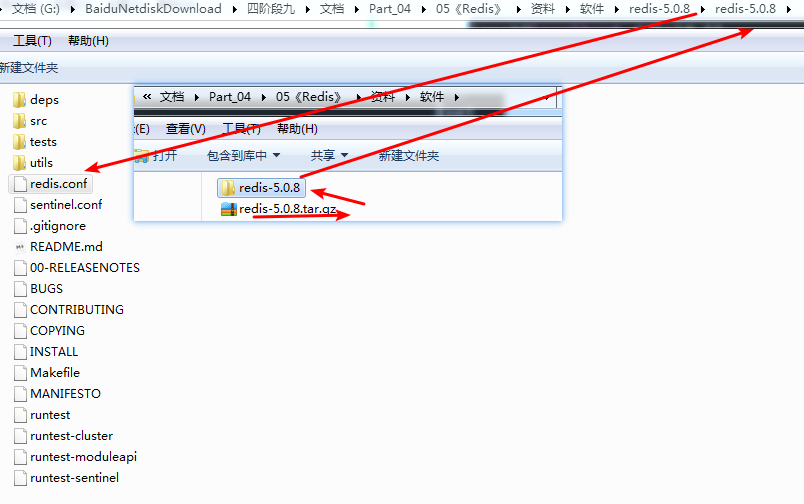 文档 (G:) BaiduNetdiskDownload 四阶段九 文档 Part_04 05《Redis》 资料 软件 redis-5.0.8 redis-5.0.8
工具(T) 帮助(H)
新建文件夹
deps
src
tests
utils
redis.conf
sentinel.conf
.gitignore
README.md
00-RELEASENOTES
BUGS
CONTRIBUTING
COPYING
INSTALL
Makefile
MANIFESTO
runtest
runtest-cluster
runtest-moduleapi
runtest-sentinel
« 文档 Part_04 05《Redis》 资料 软件
(E) 查看(V) 工具(T) 帮助(H)
打开 包含到库中 共享 新建文件夹
redis-5.0.8
redis-5.0.8.tar.gz